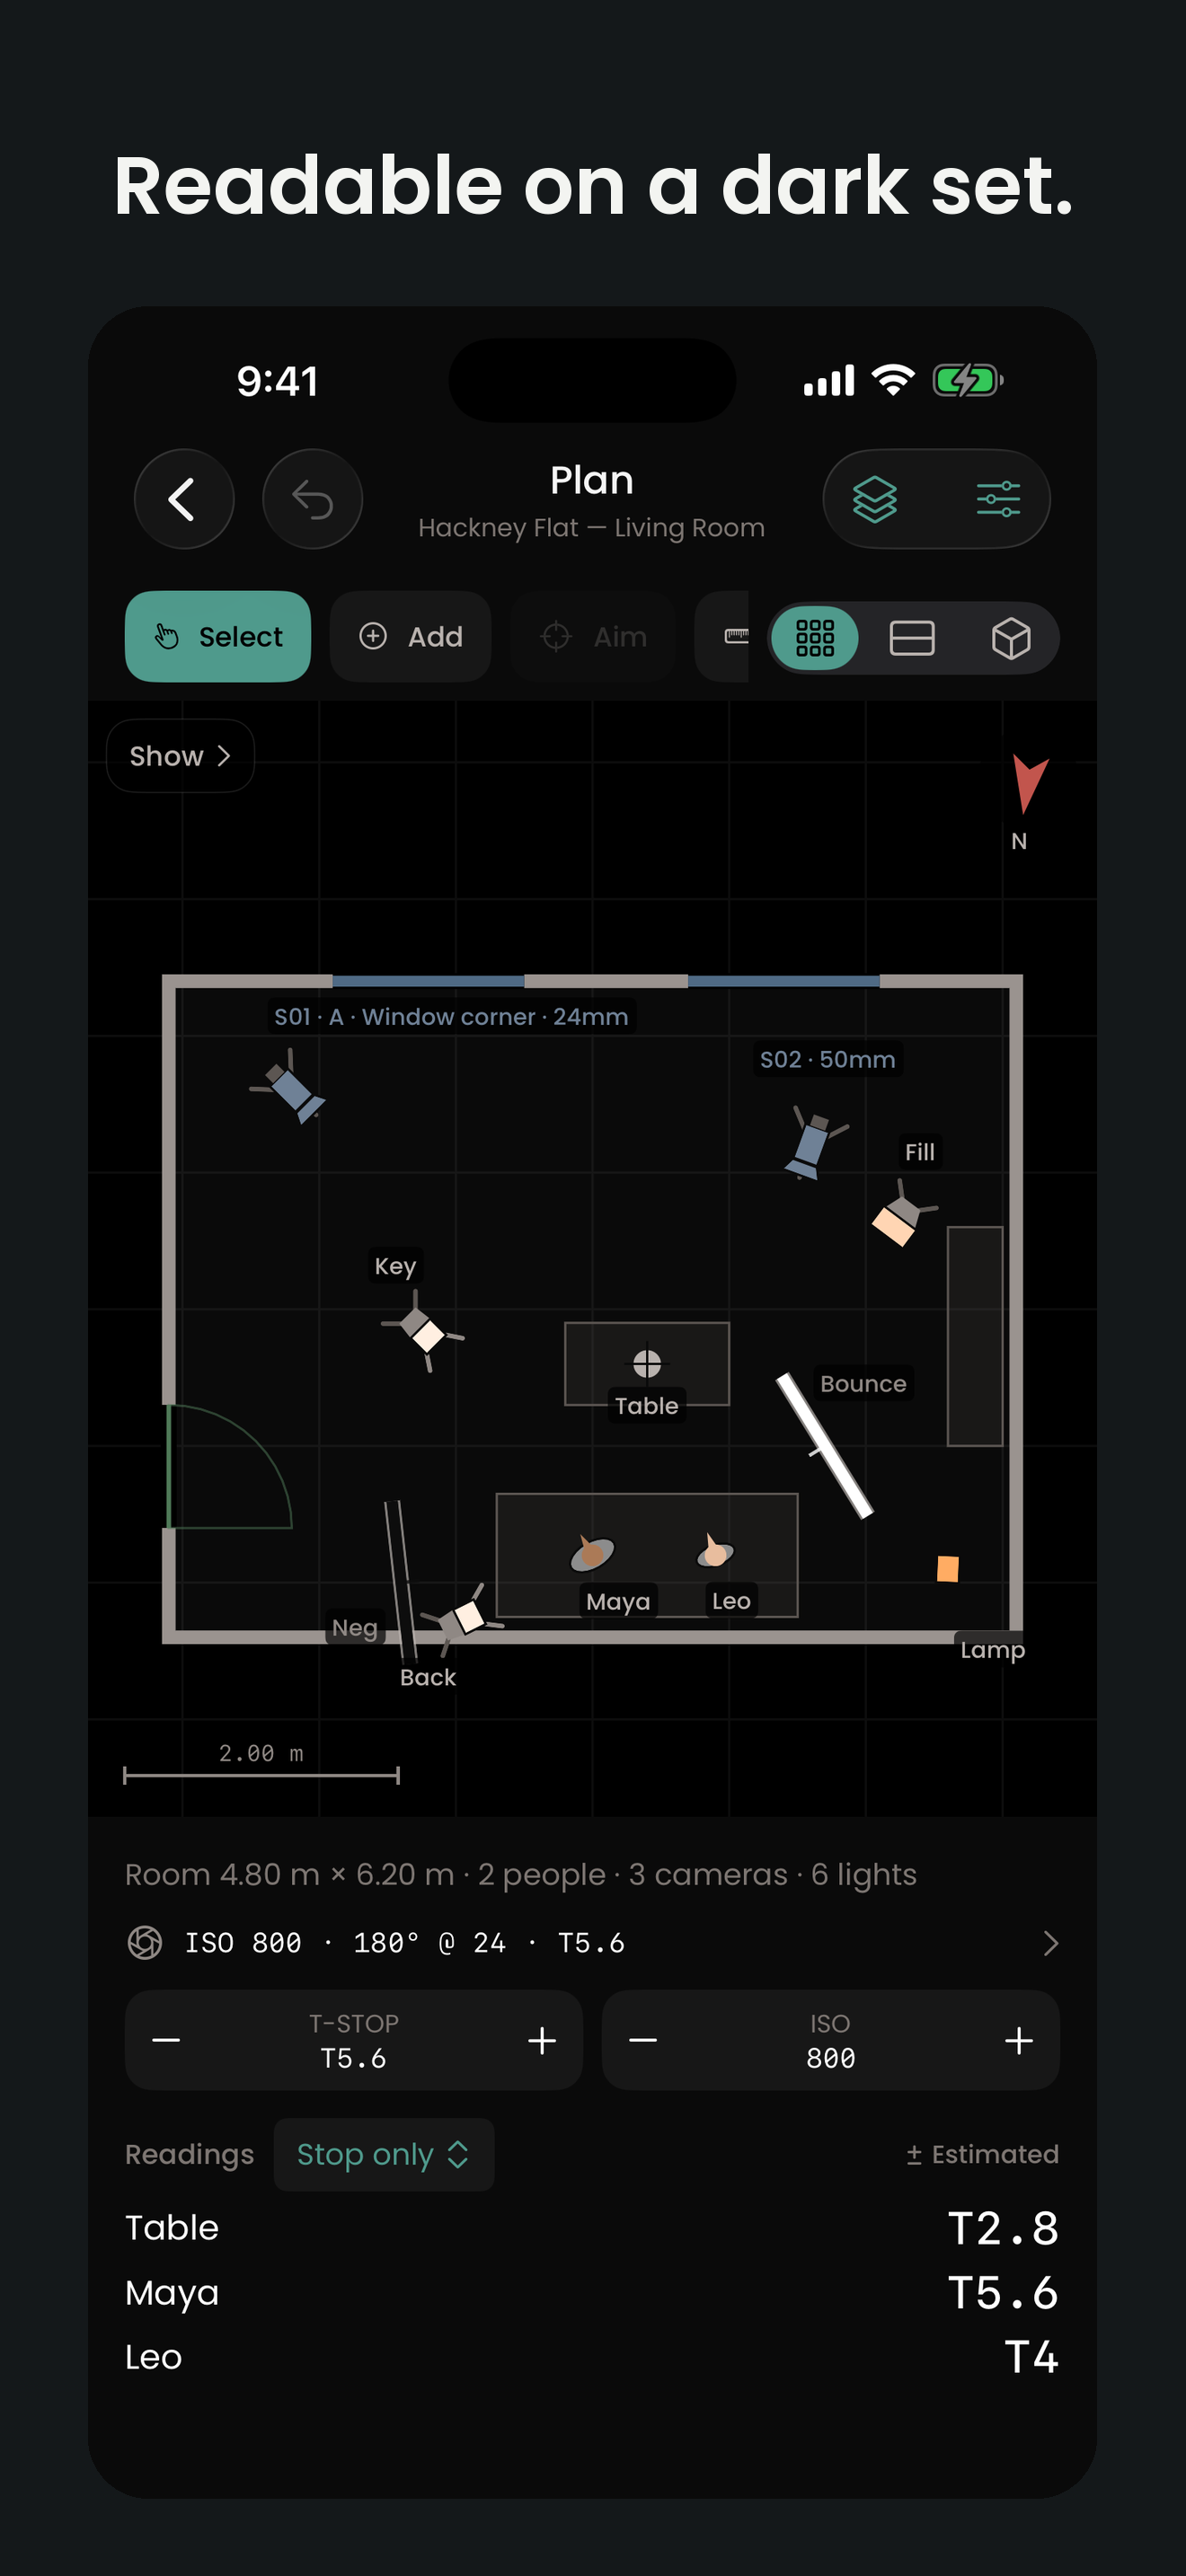 Readable on a dark set.
9:41
Plan
Hackney Flat — Living Room
Select
Add
Aim
Show
N
S01 · A · Window corner · 24mm
S02 · 50mm
Fill
Key
Bounce
Table
Maya
Leo
Neg
Lamp
Back
2.00 m
Room 4.80 m × 6.20 m · 2 people · 3 cameras · 6 lights
ISO 800 · 180° @ 24 · T5.6
T-STOP
T5.6
ISO
800
Readings
Stop only
± Estimated
Table T2.8
Maya T5.6
Leo T4